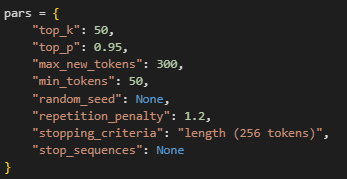 pars = {
    "top_k": 50,
    "top_p": 0.95,
    "max_new_tokens": 300,
    "min_tokens": 50,
    "random_seed": None,
    "repetition_penalty": 1.2,
    "stopping_criteria": "length (256 tokens)",
    "stop_sequences": None
}